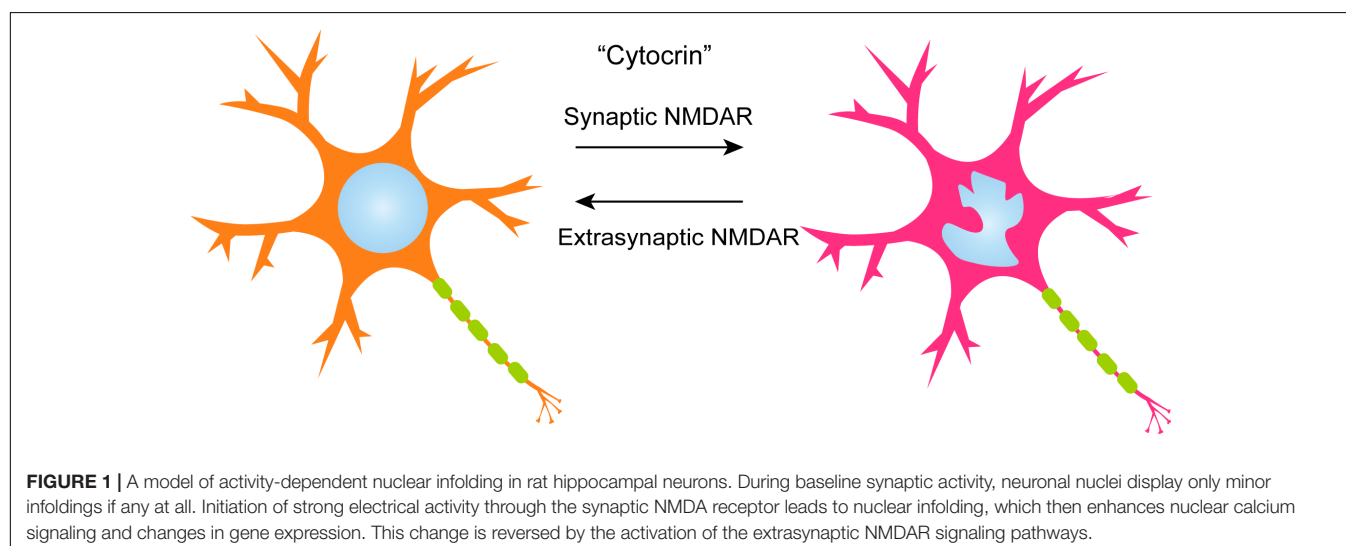 “Cytocrin”
Synaptic NMDAR
Extrasynaptic NMDAR
FIGURE 1 | A model of activity-dependent nuclear infolding in rat hippocampal neurons. During baseline synaptic activity, neuronal nuclei display only minor
infoldings if any at all. Initiation of strong electrical activity through the synaptic NMDA receptor leads to nuclear infolding, which then enhances nuclear calcium
signaling and changes in gene expression. This change is reversed by the activation of the extrasynaptic NMDAR signaling pathways.